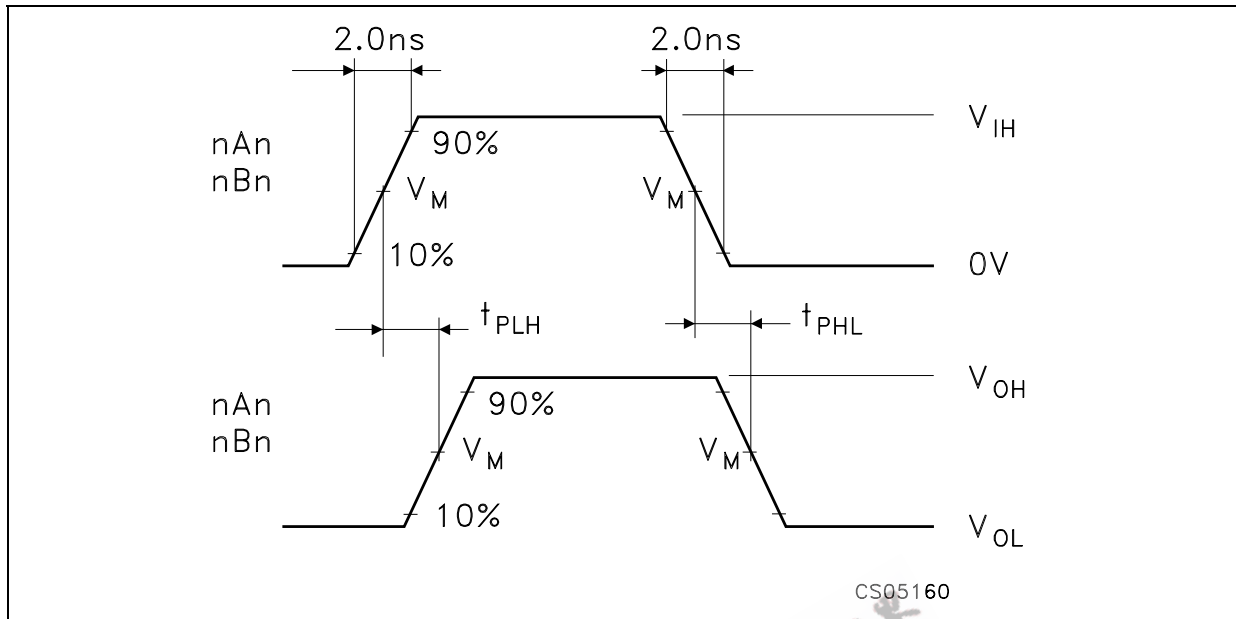 2.0ns 2.0ns
V_IH
nAn
nBn
90%
V_M V_M
10%
0V
t_PLH t_PHL
V_OH
nAn
nBn
90%
V_M V_M
10%
V_OL
CS05160